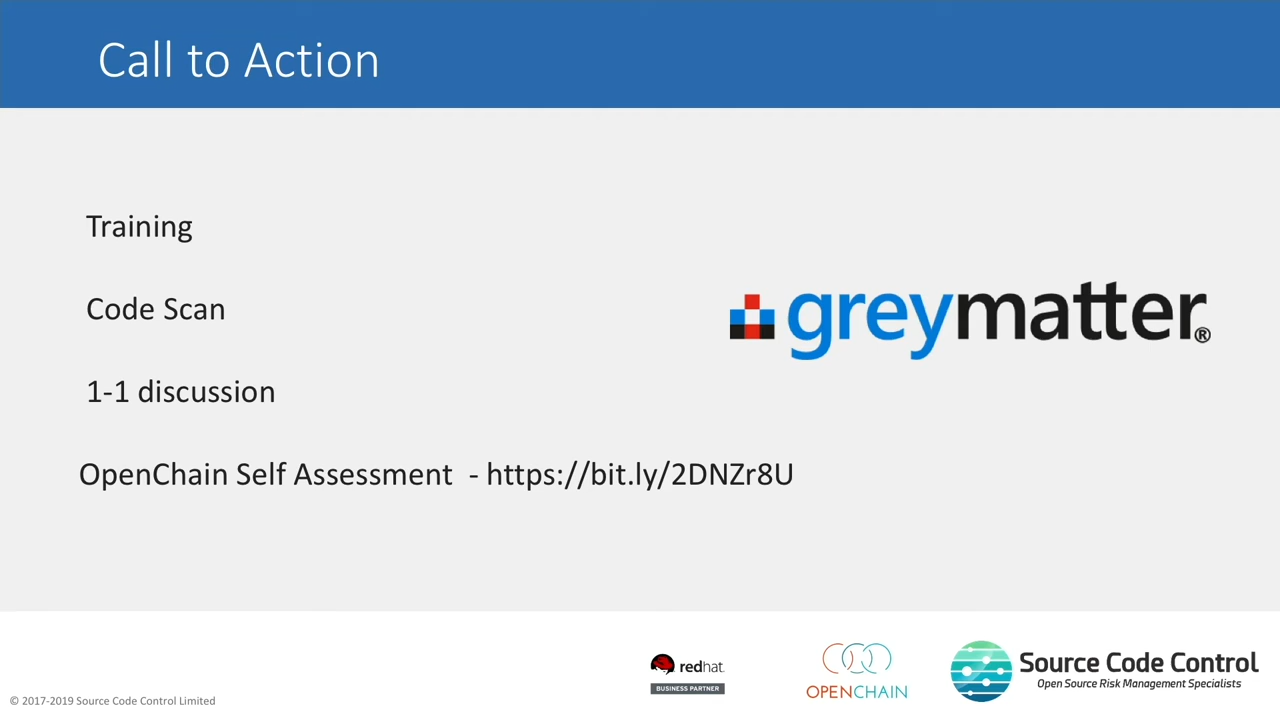 Call to Action
Training
Code Scan
1-1 discussion
OpenChain Self Assessment  - https://bit.ly/2DNZr8U
greymatter®
redhat.
BUSINESS PARTNER
OPENCHAIN
Source Code Control
Open Source Risk Management Specialists
© 2017-2019 Source Code Control Limited